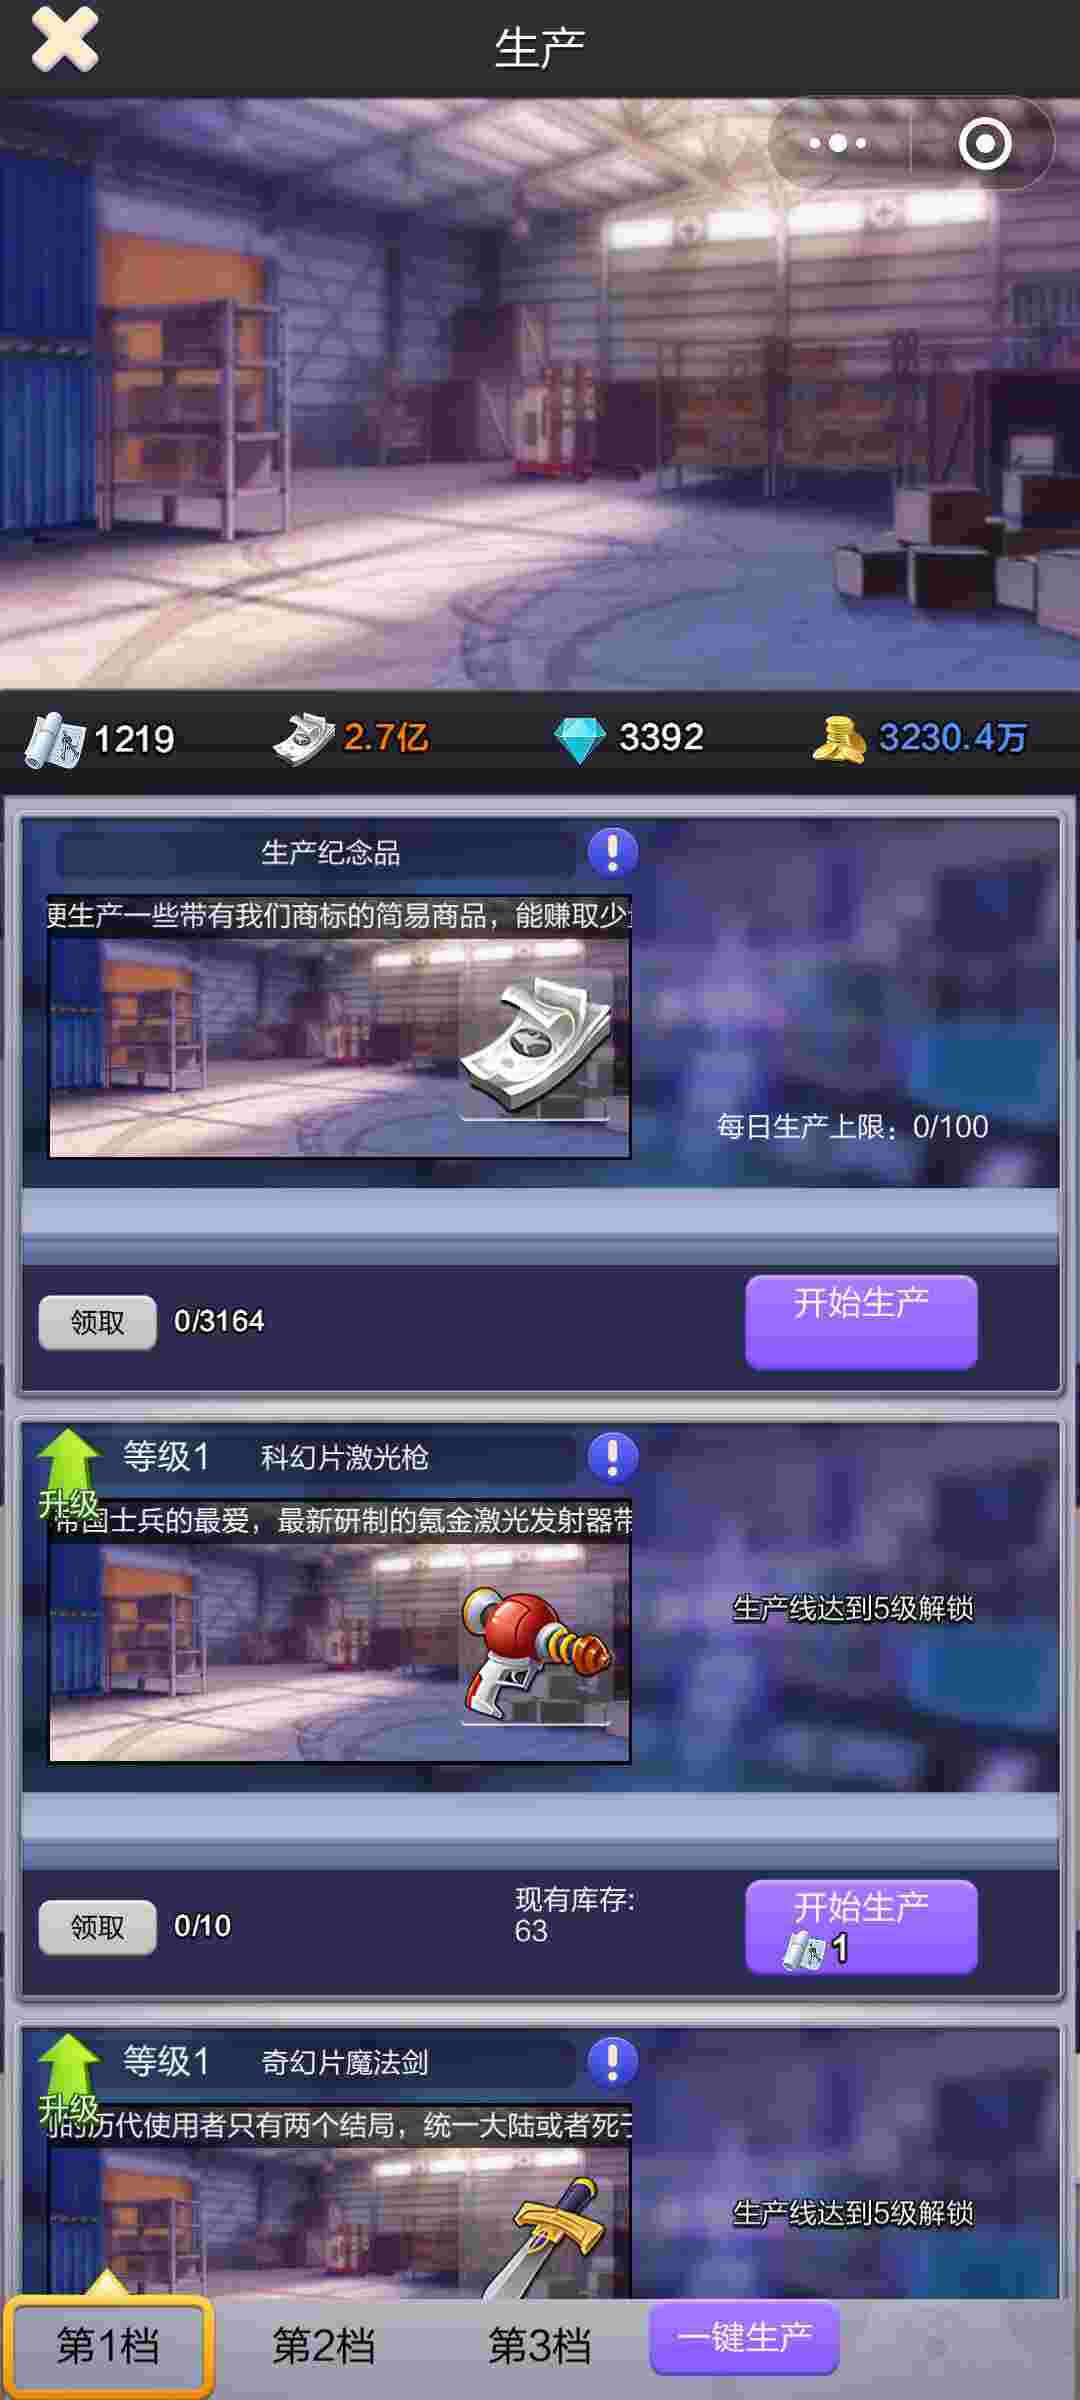 生产
1219
2.7亿
3392
3230.4万
生产纪念品
便生产一些带有我们商标的简易商品，能赚取少
每日生产上限：0/100
领取
0/3164
开始生产
等级1
科幻片激光枪
升级
帝国士兵的最爱，最新研制的氪金激光发射器带
生产线达到5级解锁
领取
0/10
现有库存:
63
开始生产
1
等级1
奇幻片魔法剑
升级
的历代使用者只有两个结局，统一大陆或者死于
生产线达到5级解锁
第1档
第2档
第3档
一键生产